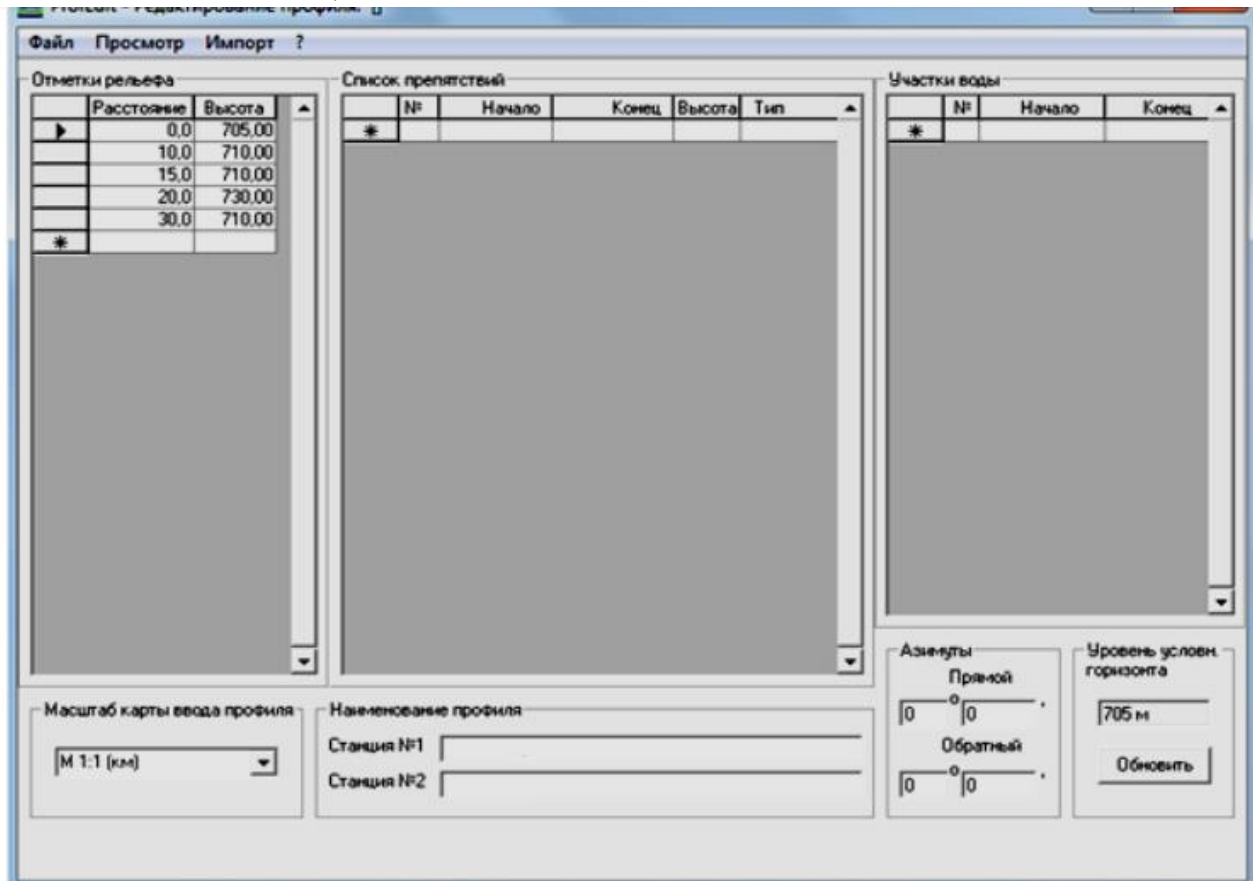 ProfEdit - Редактирование профиля: []
Файл Просмотр Импорт ?
Отметки рельефа
Расстояние Высота
0,0 705,00
10,0 710,00
15,0 710,00
20,0 730,00
30,0 710,00
Список препятствий
№ Начало Конец Высота Тип
Участки воды
№ Начало Конец
Масштаб карты ввода профиля
М 1:1 (км)
Наименование профиля
Станция №1
Станция №2
Азимуты
Прямой
0 ° 0 '
Обратный
0 ° 0 '
Уровень условн.
горизонта
705 м
Обновить